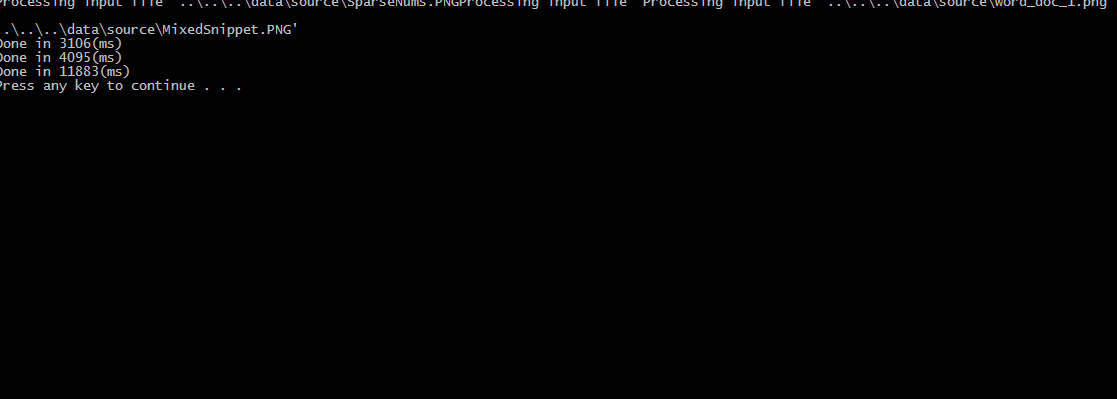 Processing input file '..\..\..\data\source\SparseNums.PNGProcessing input file 'Processing input file '..\..\..\data\source\word_doc_1.png
..\..\..\data\source\MixedSnippet.PNG'
Done in 3106(ms)
Done in 4095(ms)
Done in 11883(ms)
Press any key to continue . . .